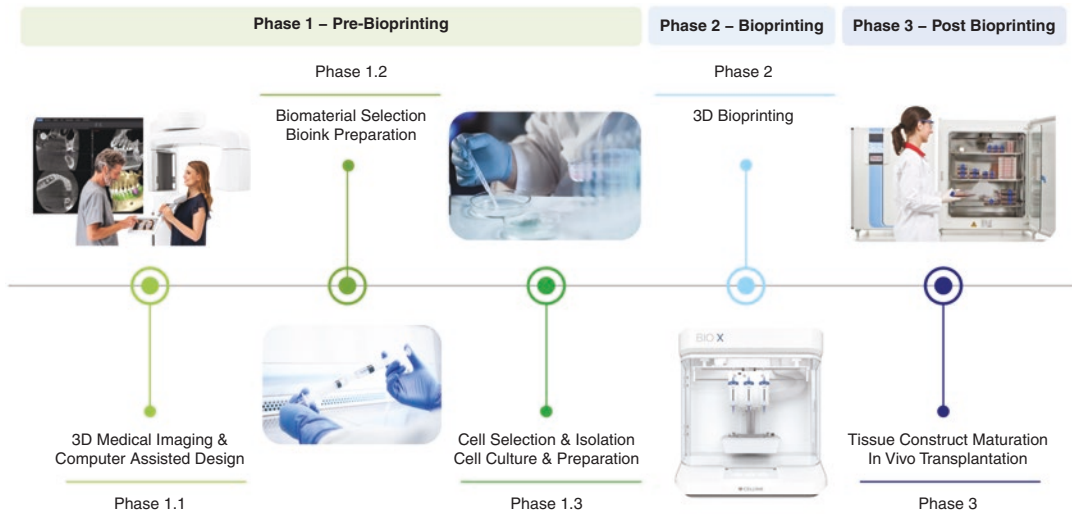 Phase 1 – Pre-Bioprinting
Phase 2 – Bioprinting
Phase 3 – Post Bioprinting
Phase 1.2
Biomaterial Selection
Bioink Preparation
Phase 2
3D Bioprinting
BIO X
CELLINK
3D Medical Imaging &
Computer Assisted Design
Phase 1.1
Cell Selection & Isolation
Cell Culture & Preparation
Phase 1.3
Tissue Construct Maturation
In Vivo Transplantation
Phase 3